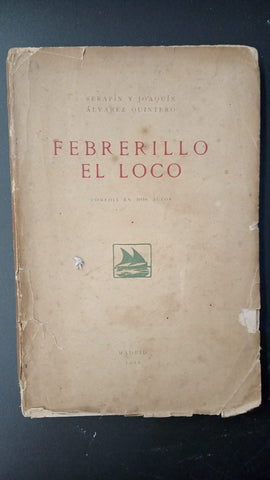 SERAFÍN Y JOAQUÍN
ÁLVAREZ QUINTERO
FEBRERILLO
EL LOCO
COMEDIA EN DOS ACTOS
MADRID